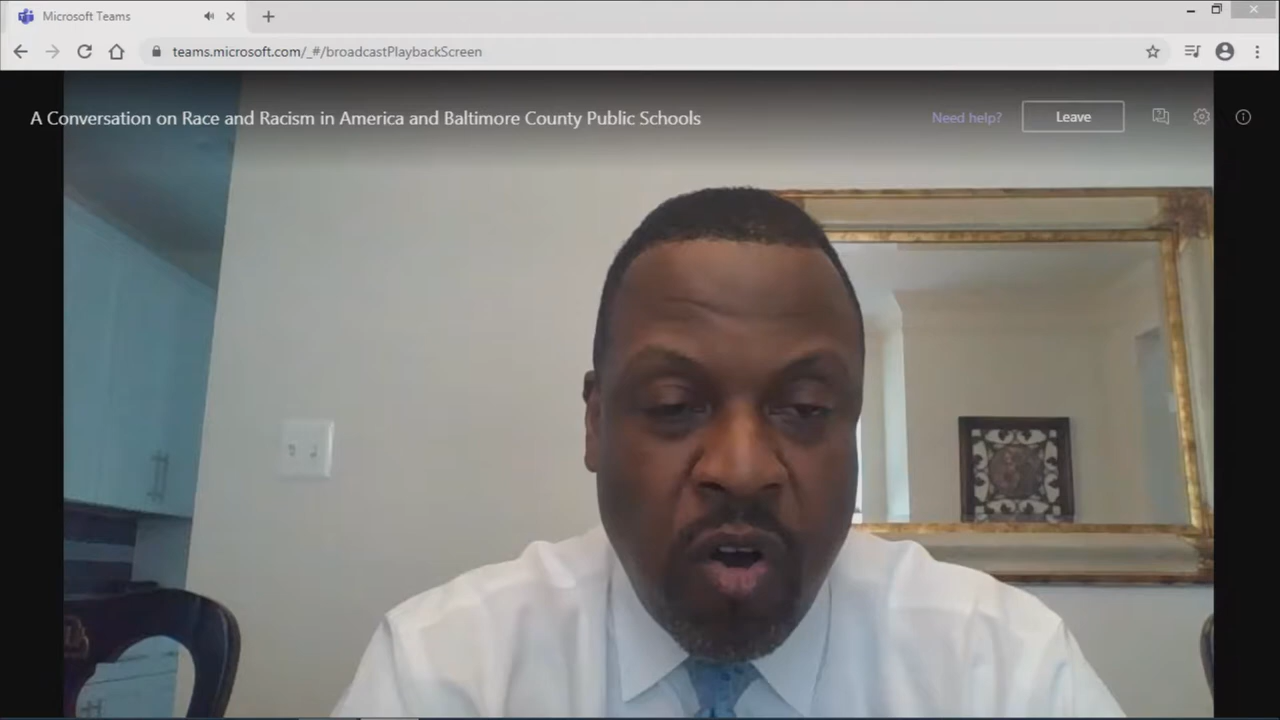 Microsoft Teams
teams.microsoft.com/_#/broadcastPlaybackScreen
A Conversation on Race and Racism in America and Baltimore County Public Schools
Need help?
Leave